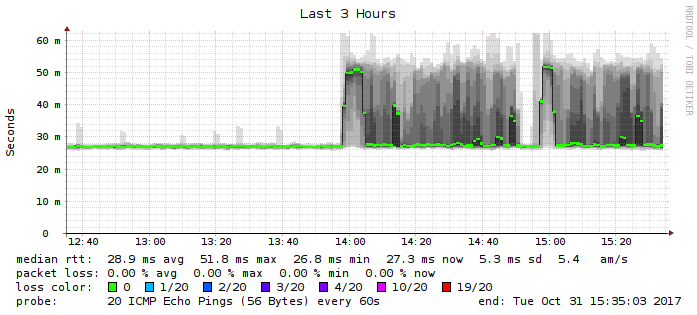 Last 3 Hours
RRDTOOL / TOBI OETIKER
Seconds
60 m
50 m
40 m
30 m
20 m
10 m
0
12:40 13:00 13:20 13:40 14:00 14:20 14:40 15:00 15:20
median rtt: 28.9 ms avg 51.8 ms max 26.8 ms min 27.3 ms now 5.3 ms sd 5.4 am/s
packet loss: 0.00 % avg 0.00 % max 0.00 % min 0.00 % now
loss color: 0 1/20 2/20 3/20 4/20 10/20 19/20
probe: 20 ICMP Echo Pings (56 Bytes) every 60s end: Tue Oct 31 15:35:03 2017